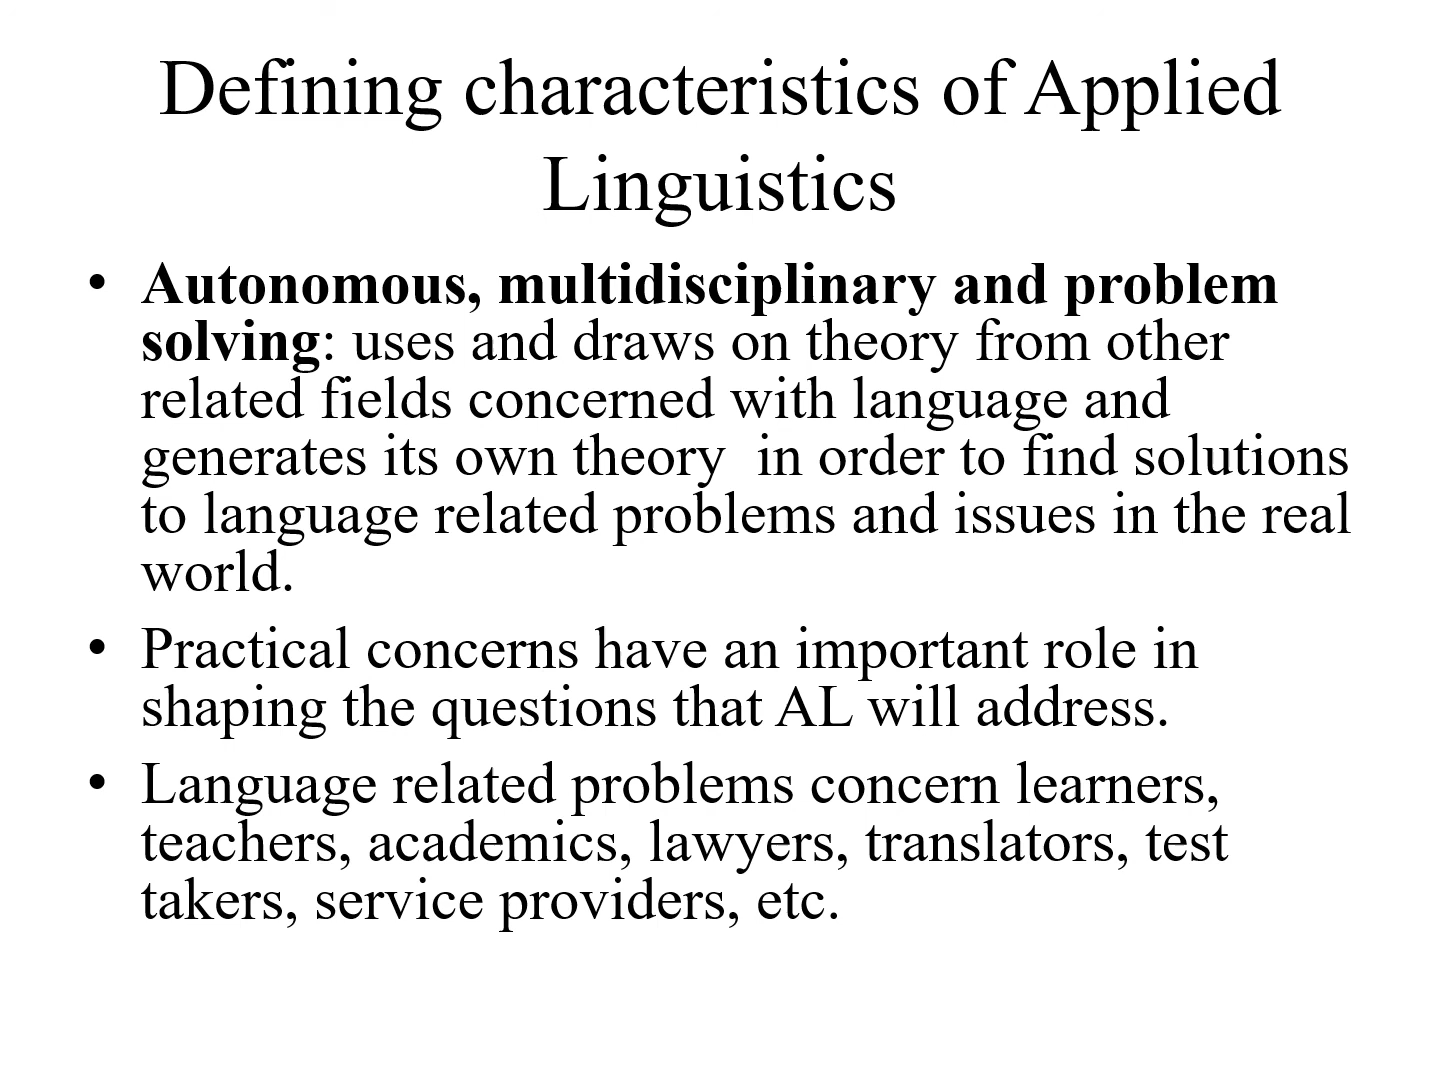 Defining characteristics of Applied
Linguistics
• Autonomous, multidisciplinary and problem
solving: uses and draws on theory from other
related fields concerned with language and
generates its own theory  in order to find solutions
to language related problems and issues in the real
world.
• Practical concerns have an important role in
shaping the questions that AL will address.
• Language related problems concern learners,
teachers, academics, lawyers, translators, test
takers, service providers, etc.